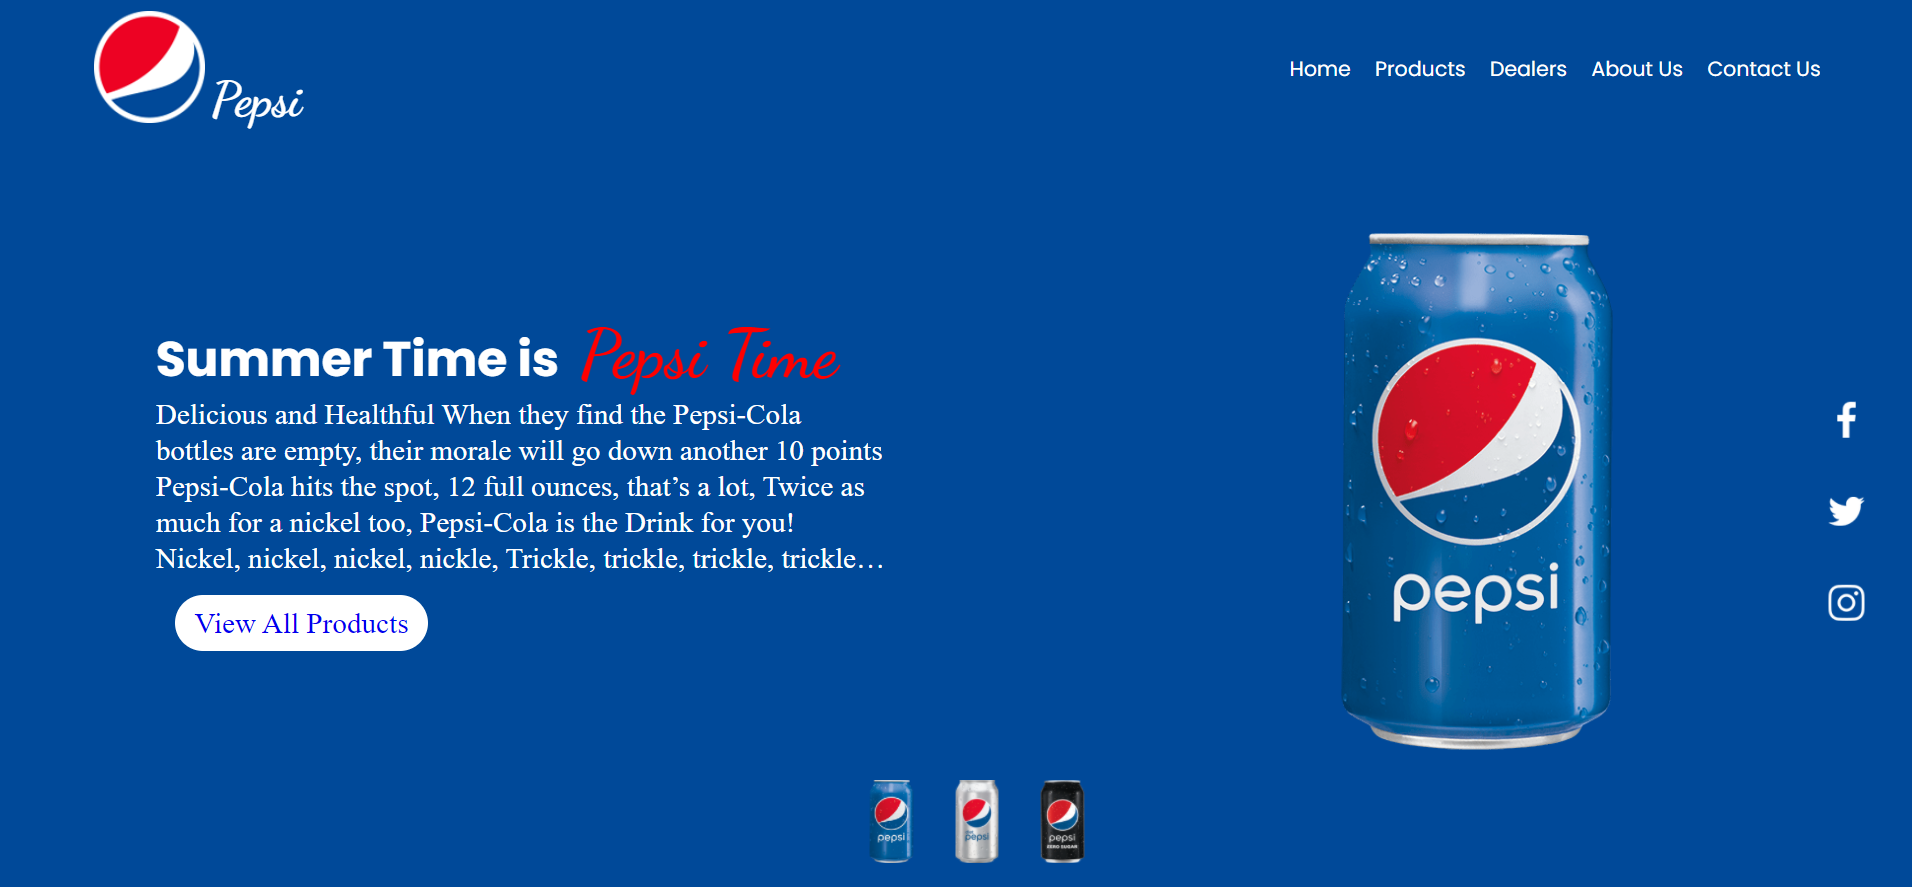 Pepsi
Home Products Dealers About Us Contact Us
Summer Time is Pepsi Time
Delicious and Healthful When they find the Pepsi-Cola
bottles are empty, their morale will go down another 10 points
Pepsi-Cola hits the spot, 12 full ounces, that’s a lot, Twice as
much for a nickel too, Pepsi-Cola is the Drink for you!
Nickel, nickel, nickel, nickle, Trickle, trickle, trickle, trickle…
View All Products
pepsi
pepsi
diet
pepsi
pepsi
ZERO SUGAR